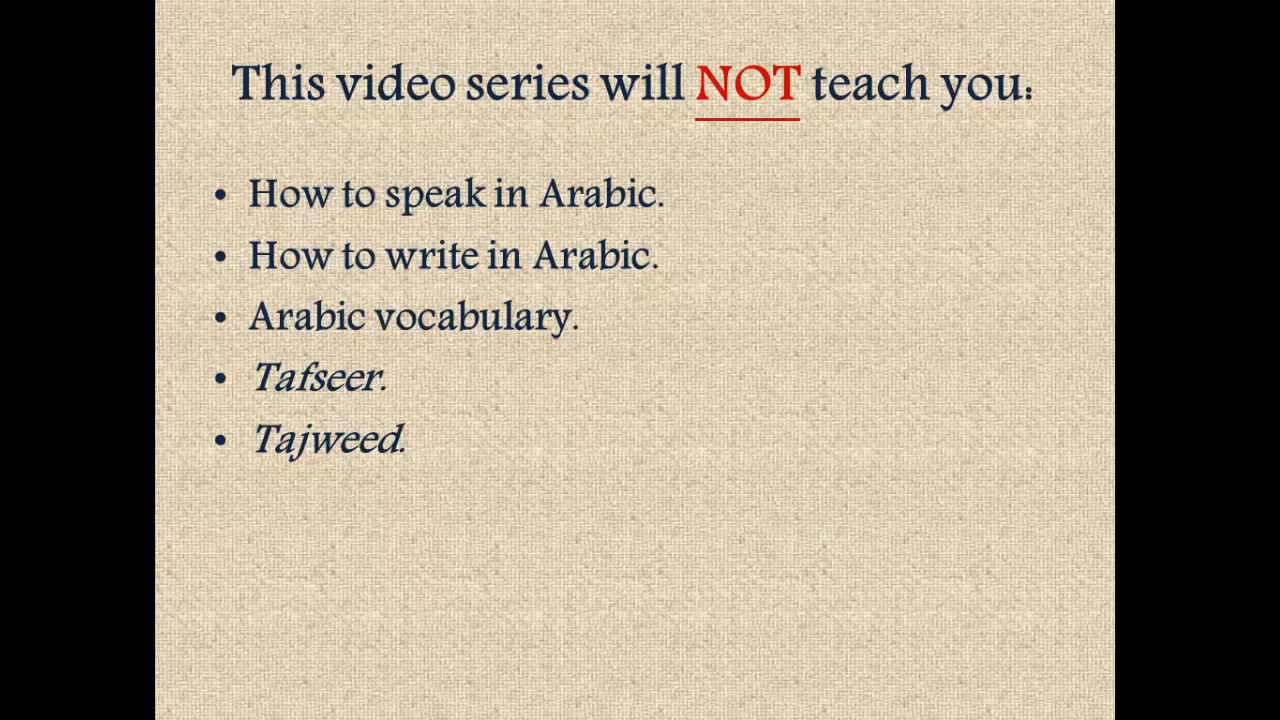 This video series will NOT teach you:
• How to speak in Arabic.
• How to write in Arabic.
• Arabic vocabulary.
• Tafseer.
• Tajweed.